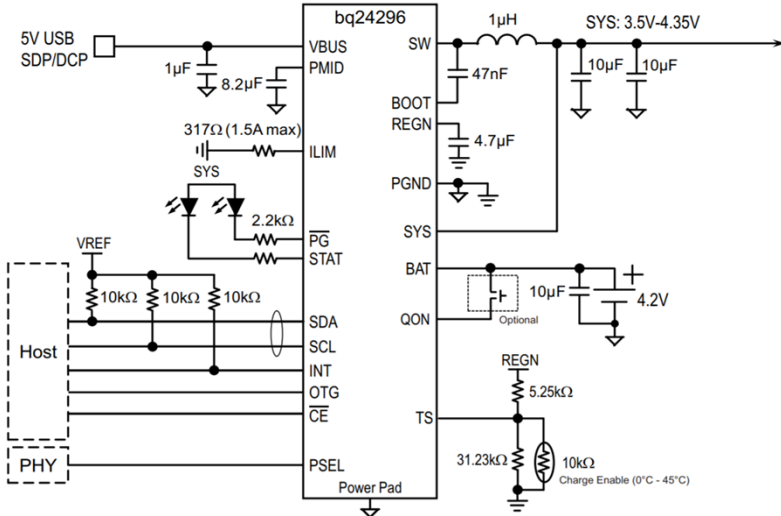 bq24296
5V USB
SDP/DCP
VBUS
1µF
PMID
8.2µF
317Ω (1.5A max)
ILIM
SYS
2.2kΩ
PG
STAT
VREF
10kΩ
10kΩ
10kΩ
Host
SDA
SCL
INT
OTG
CE
PHY
PSEL
Power Pad
SW
1µH
SYS: 3.5V-4.35V
47nF
10µF
10µF
BOOT
REGN
4.7µF
PGND
SYS
BAT
+
10µF
4.2V
QON
Optional
REGN
5.25kΩ
TS
31.23kΩ
10kΩ
Charge Enable (0°C - 45°C)